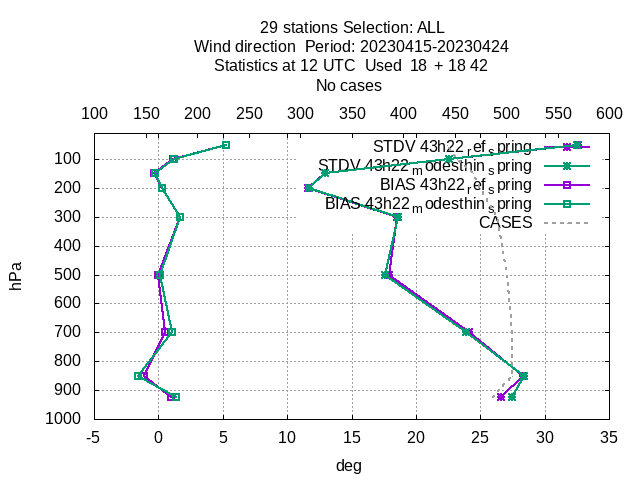 29 stations Selection: ALL
Wind direction  Period: 20230415-20230424
Statistics at 12 UTC  Used  18  + 18 42
No cases
100 150 200 250 300 350 400 450 500 550 600
STDV 43h22_ref_spring
STDV 43h22_modesthin_spring
BIAS 43h22_ref_spring
BIAS 43h22_modesthin_spring
CASES
100
200
300
400
500
600
700
800
900
1000
hPa
-5 0 5 10 15 20 25 30 35
deg